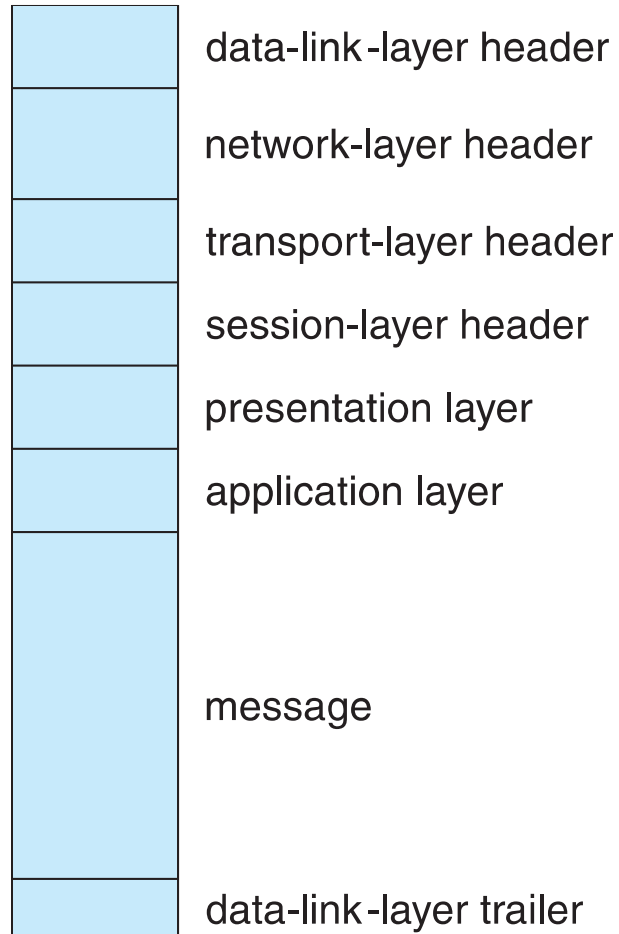 data-link-layer header
network-layer header
transport-layer header
session-layer header
presentation layer
application layer
message
data-link-layer trailer